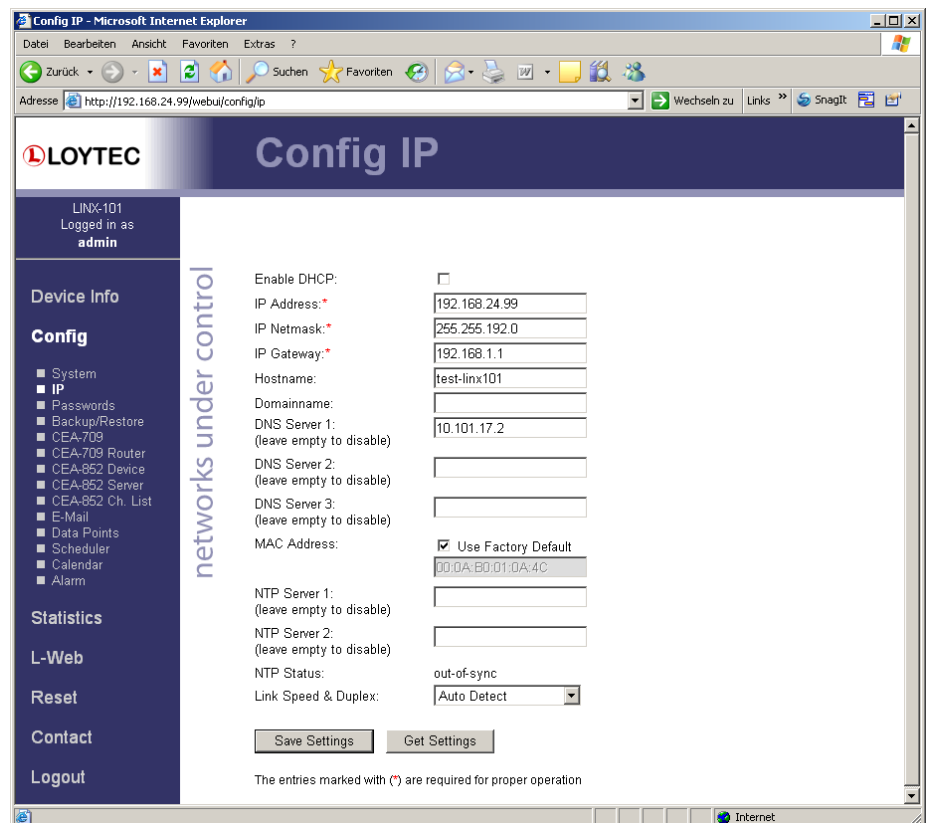 Config IP - Microsoft Internet Explorer
Datei Bearbeiten Ansicht Favoriten Extras ?
Zurück Suchen Favoriten
Adresse http://192.168.24.99/webui/config/ip Wechseln zu Links » SnagIt
LOYTEC
Config IP
LINX-101
Logged in as
admin
Device Info
Config
System
IP
Passwords
Backup/Restore
CEA-709
CEA-709 Router
CEA-852 Device
CEA-852 Server
CEA-852 Ch. List
E-Mail
Data Points
Scheduler
Calendar
Alarm
Statistics
L-Web
Reset
Contact
Logout
networks under control
Enable DHCP:
IP Address:* 192.168.24.99
IP Netmask:* 255.255.192.0
IP Gateway:* 192.168.1.1
Hostname: test-linx101
Domainname:
DNS Server 1:
(leave empty to disable) 10.101.17.2
DNS Server 2:
(leave empty to disable)
DNS Server 3:
(leave empty to disable)
MAC Address: Use Factory Default
00:0A:B0:01:0A:4C
NTP Server 1:
(leave empty to disable)
NTP Server 2:
(leave empty to disable)
NTP Status: out-of-sync
Link Speed & Duplex: Auto Detect
Save Settings Get Settings
The entries marked with (*) are required for proper operation
Internet